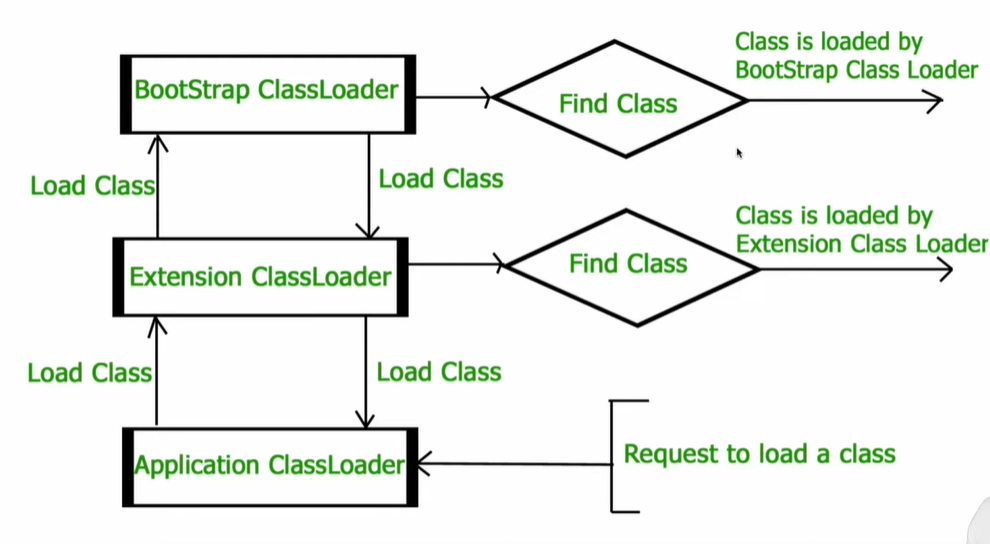 Class is loaded by
BootStrap Class Loader
BootStrap ClassLoader
Find Class
Load Class
Load Class
Class is loaded by
Extension Class Loader
Extension ClassLoader
Find Class
Load Class
Load Class
Application ClassLoader
Request to load a class